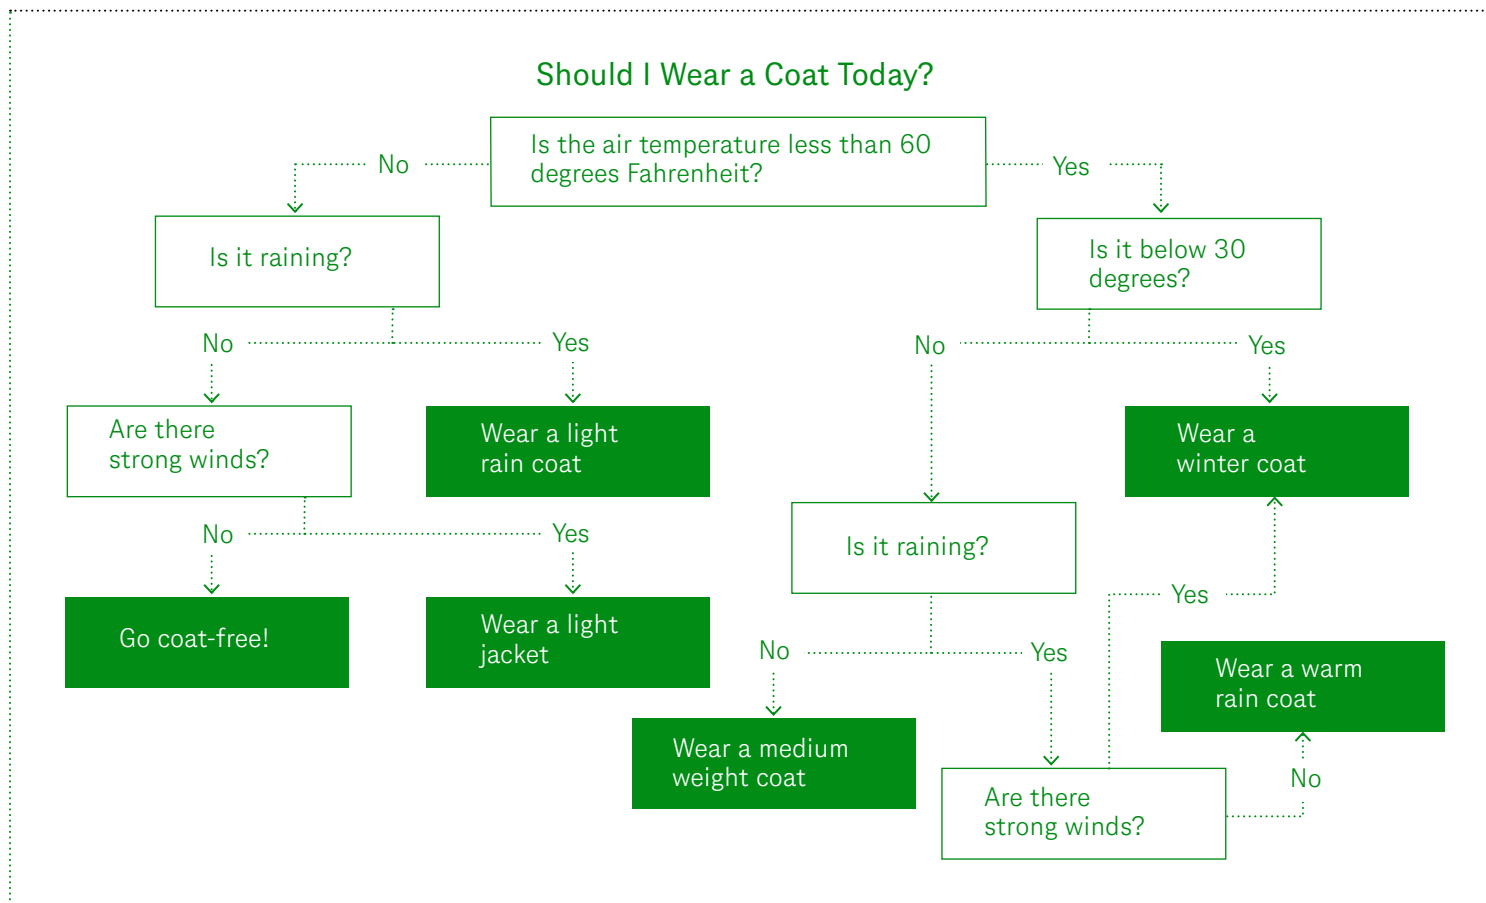 Should I Wear a Coat Today?
Is the air temperature less than 60
degrees Fahrenheit?
No
Yes
Is it raining?
Is it below 30
degrees?
No
Yes
No
Yes
Are there
strong winds?
Wear a light
rain coat
Wear a
winter coat
Is it raining?
No
Yes
Yes
Go coat-free!
Wear a light
jacket
No
Yes
Wear a warm
rain coat
Wear a medium
weight coat
No
Are there
strong winds?